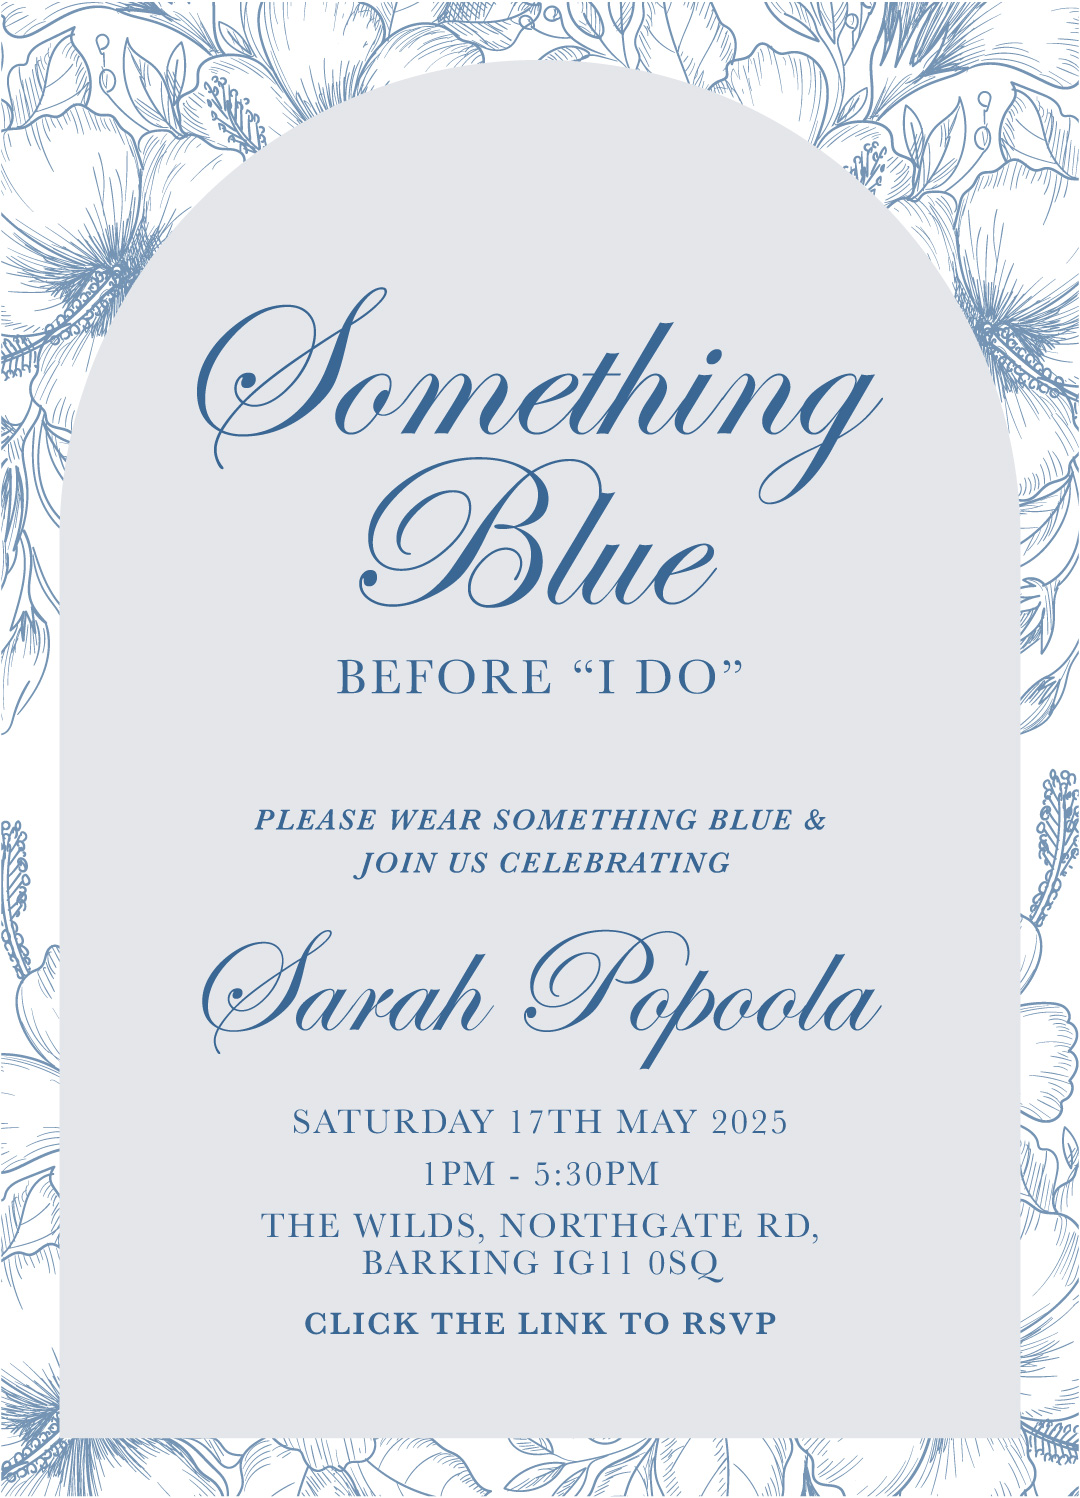 Something
Blue
BEFORE “I DO”
PLEASE WEAR SOMETHING BLUE &
JOIN US CELEBRATING
Sarah Popoola
SATURDAY 17TH MAY 2025
1PM - 5:30PM
THE WILDS, NORTHGATE RD,
BARKING IG11 0SQ
CLICK THE LINK TO RSVP